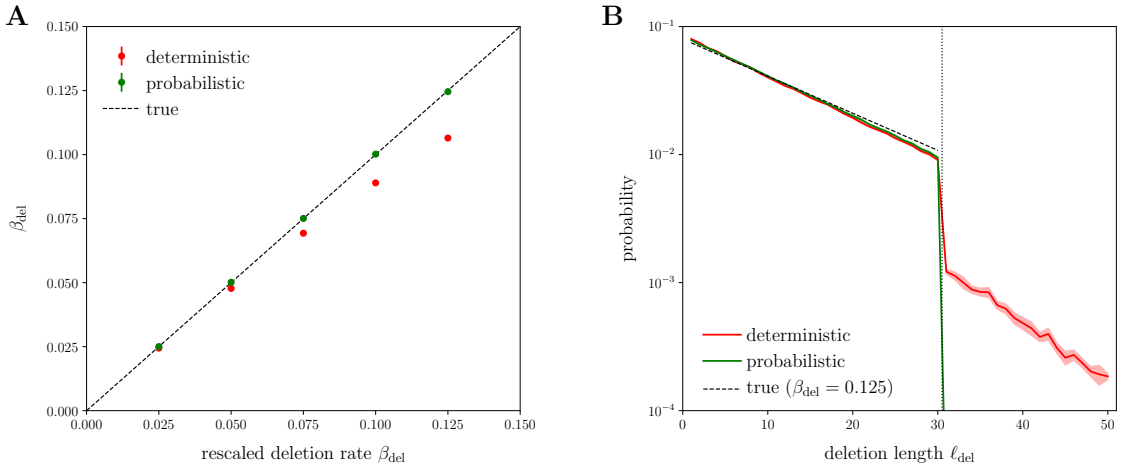 A
0.150
0.125
0.100
0.075
0.050
0.025
0.000
β_del
deterministic
probabilistic
true
0.000 0.025 0.050 0.075 0.100 0.125 0.150
rescaled deletion rate β_del
B
10⁻¹
10⁻²
10⁻³
10⁻⁴
probability
deterministic
probabilistic
true (β_del = 0.125)
0 10 20 30 40 50
deletion length ℓ_del